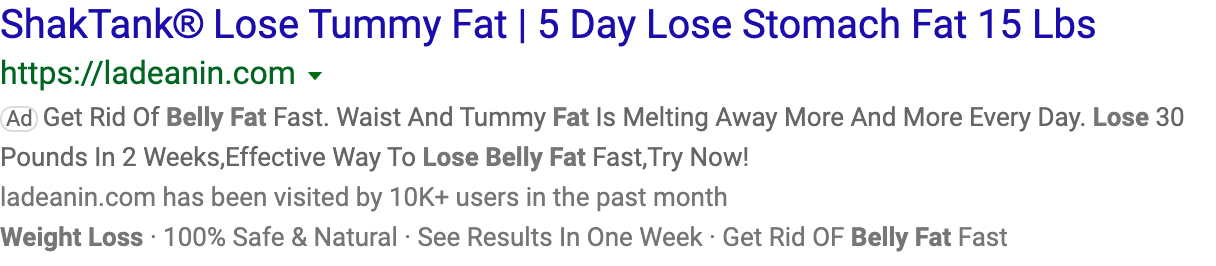 ShakTank® Lose Tummy Fat | 5 Day Lose Stomach Fat 15 Lbs
https://ladeanin.com
Ad Get Rid Of Belly Fat Fast. Waist And Tummy Fat Is Melting Away More And More Every Day. Lose 30
Pounds In 2 Weeks,Effective Way To Lose Belly Fat Fast,Try Now!
ladeanin.com has been visited by 10K+ users in the past month
Weight Loss · 100% Safe & Natural · See Results In One Week · Get Rid OF Belly Fat Fast